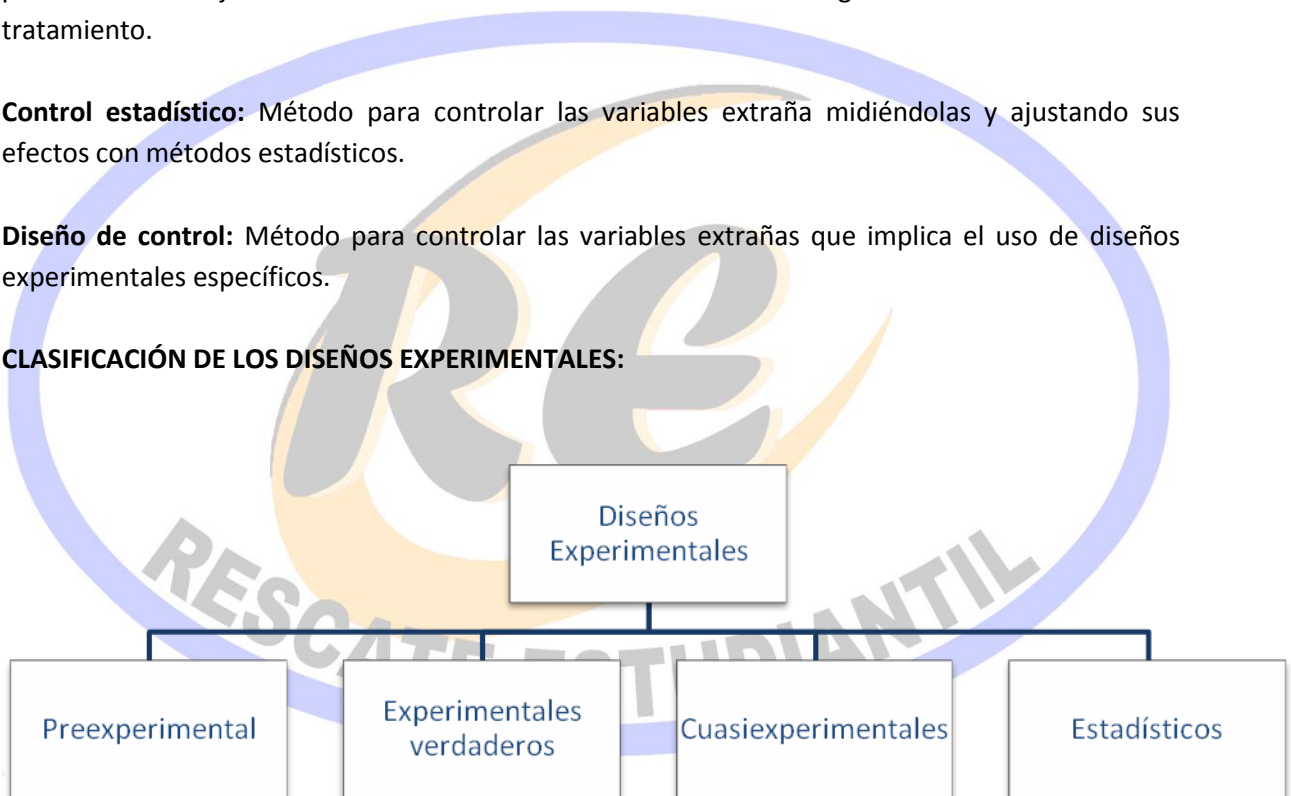 tratamiento.
Control estadístico: Método para controlar las variables extraña midiéndolas y ajustando sus
efectos con métodos estadísticos.
Diseño de control: Método para controlar las variables extrañas que implica el uso de diseños
experimentales específicos.
CLASIFICACIÓN DE LOS DISEÑOS EXPERIMENTALES:
RE
RESCATE ESTUDIANTIL
Diseños
Experimentales
Preexperimental
Experimentales
verdaderos
Cuasiexperimentales
Estadísticos